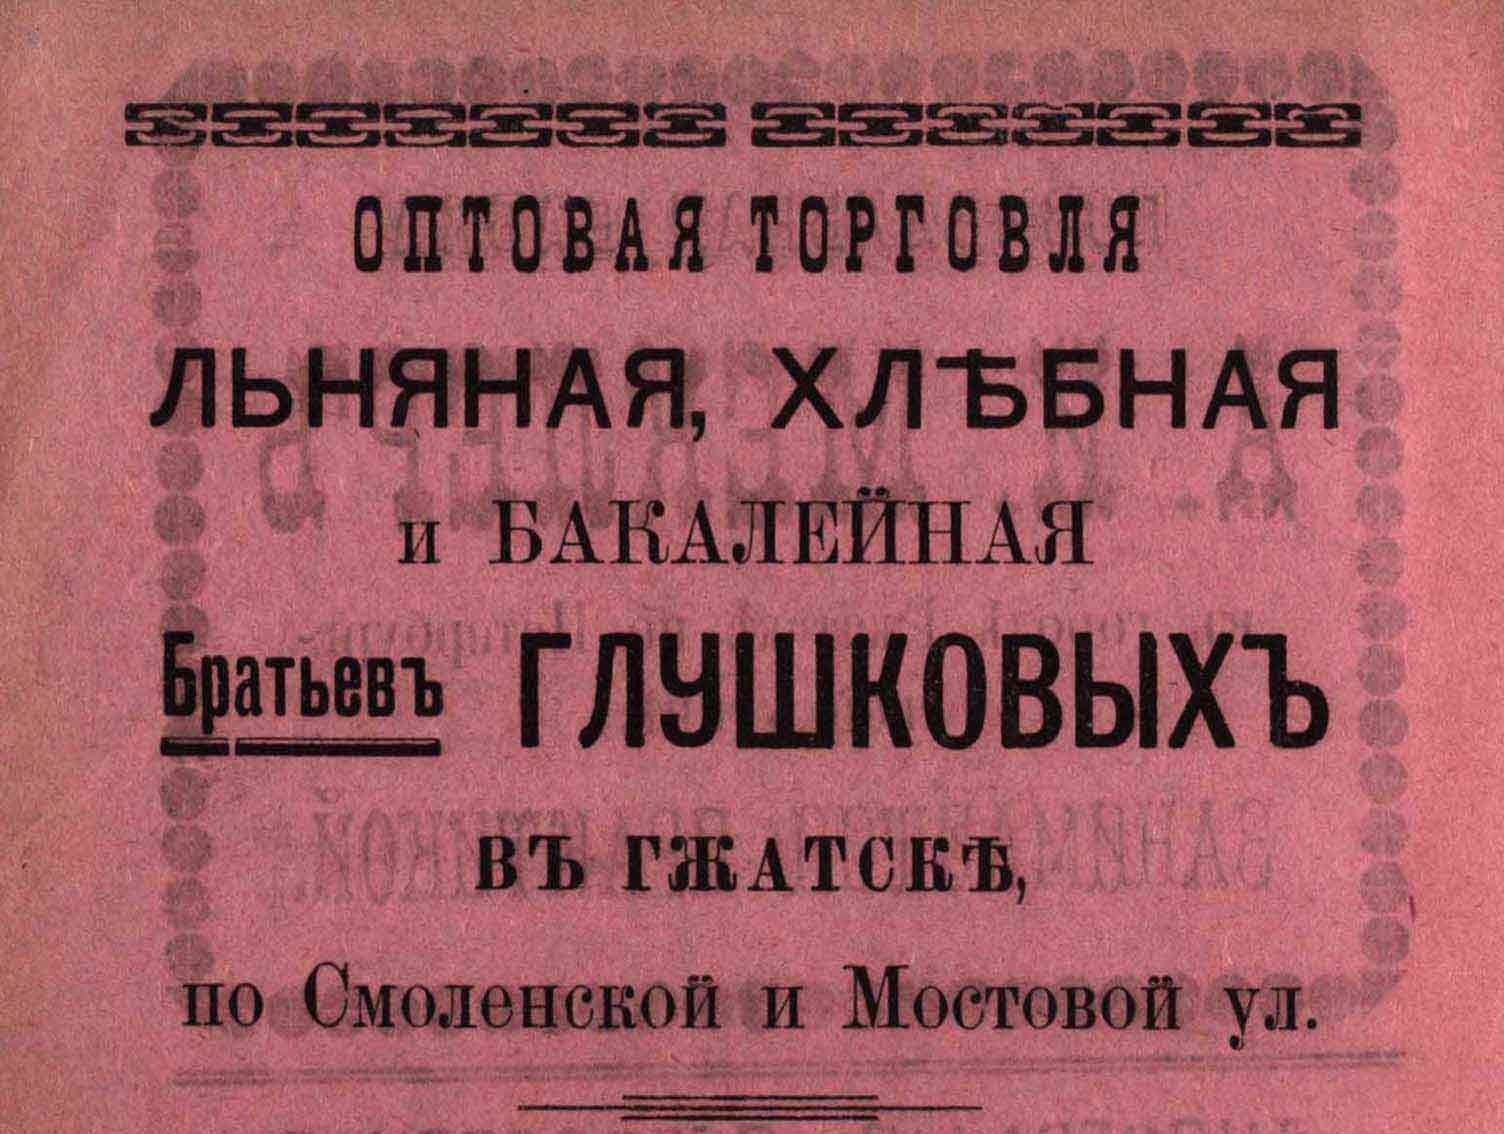 ОПТОВАЯ ТОРГОВЛЯ
ЛЬНЯНАЯ, ХЛѢБНАЯ
и БАКАЛЕЙНАЯ
Братьевъ ГЛУШКОВЫХЪ
ВЪ ГЖАТСКѢ,
по Смоленской и Мостовой ул.